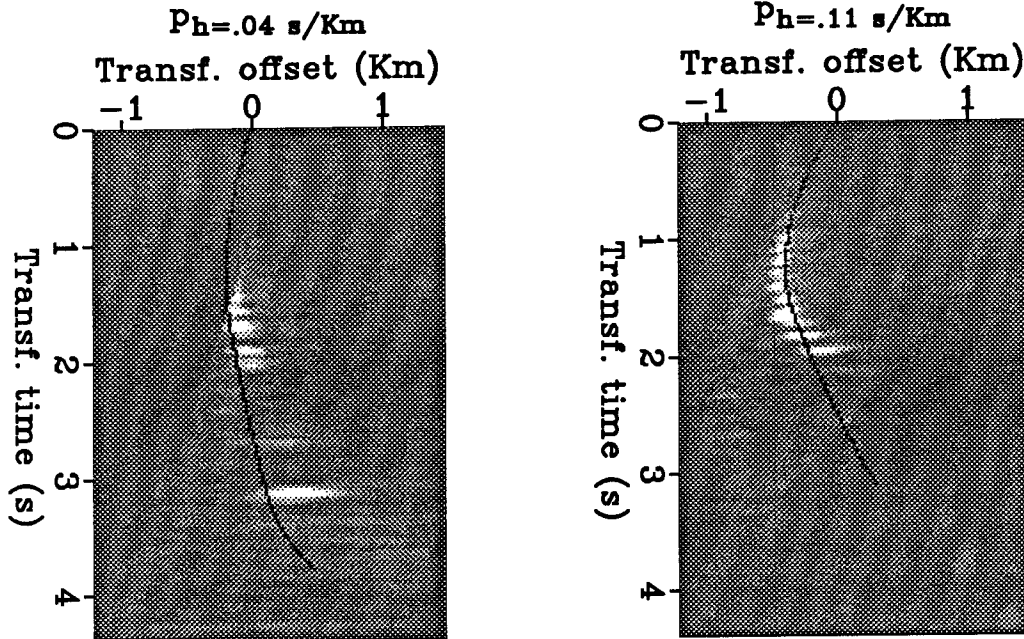 Ph=.04 s/Km
Transf. offset (Km)
-1 0 1
0
1
2
3
4
Transf. time (s)
Ph=.11 s/Km
Transf. offset (Km)
-1 0 1
0
1
2
3
4
Transf. time (s)